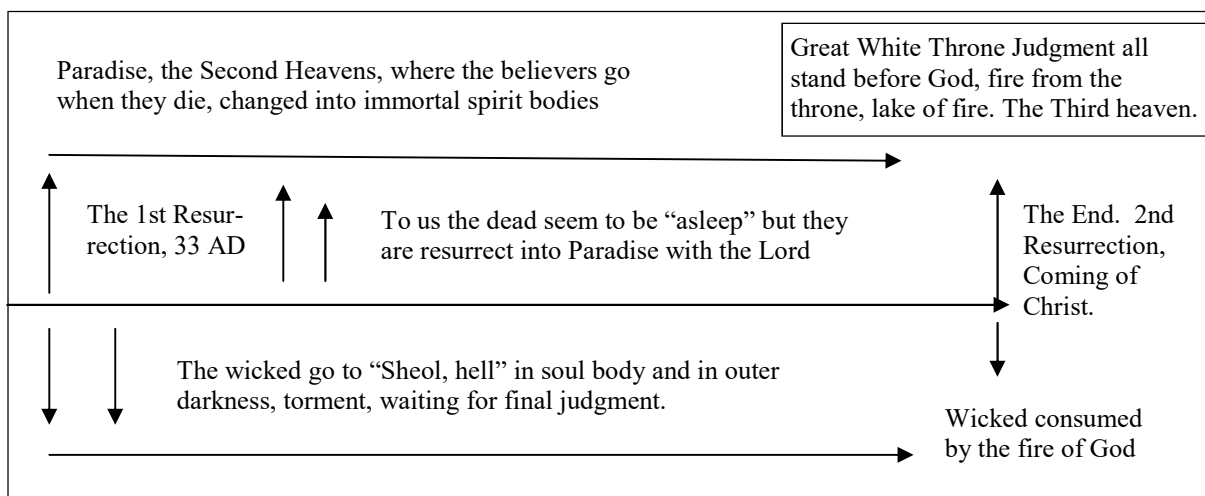 Paradise, the Second Heavens, where the believers go
when they die, changed into immortal spirit bodies
Great White Throne Judgment all
stand before God, fire from the
throne, lake of fire. The Third heaven.
The 1st Resur-
rection, 33 AD
To us the dead seem to be “asleep” but they
are resurrect into Paradise with the Lord
The End.  2nd
Resurrection,
Coming of
Christ.
The wicked go to “Sheol, hell” in soul body and in outer
darkness, torment, waiting for final judgment.
Wicked consumed
by the fire of God